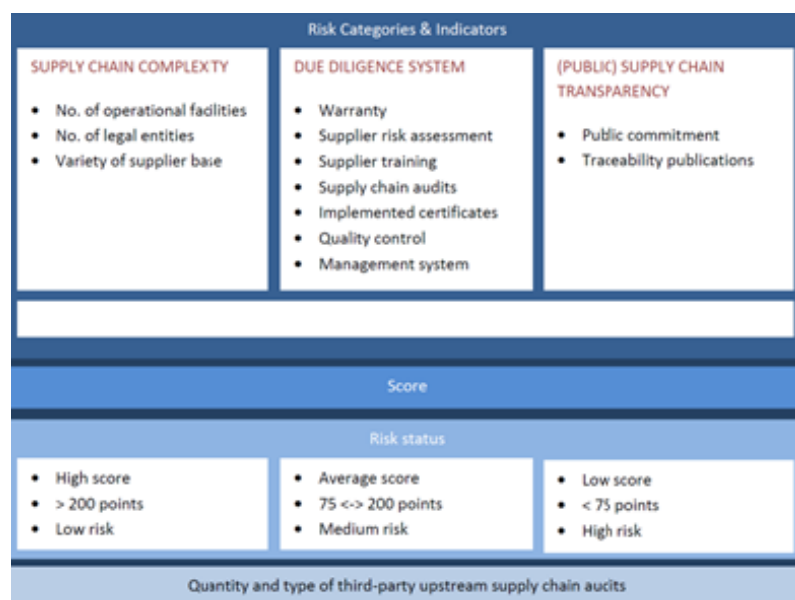 Risk Categories & Indicators
SUPPLY CHAIN COMPLEXTY
• No. of operational facilities
• No. of legal entities
• Variety of supplier base
DUE DILIGENCE SYSTEM
• Warranty
• Supplier risk assessment
• Supplier training
• Supply chain audits
• Implemented certificates
• Quality control
• Management system
(PUBLIC) SUPPLY CHAIN
TRANSPARENCY
• Public commitment
• Traceability publications
Score
Risk status
• High score
• > 200 points
• Low risk
• Average score
• 75 <-> 200 points
• Medium risk
• Low score
• < 75 points
• High risk
Quantity and type of third-party upstream supply chain aucits